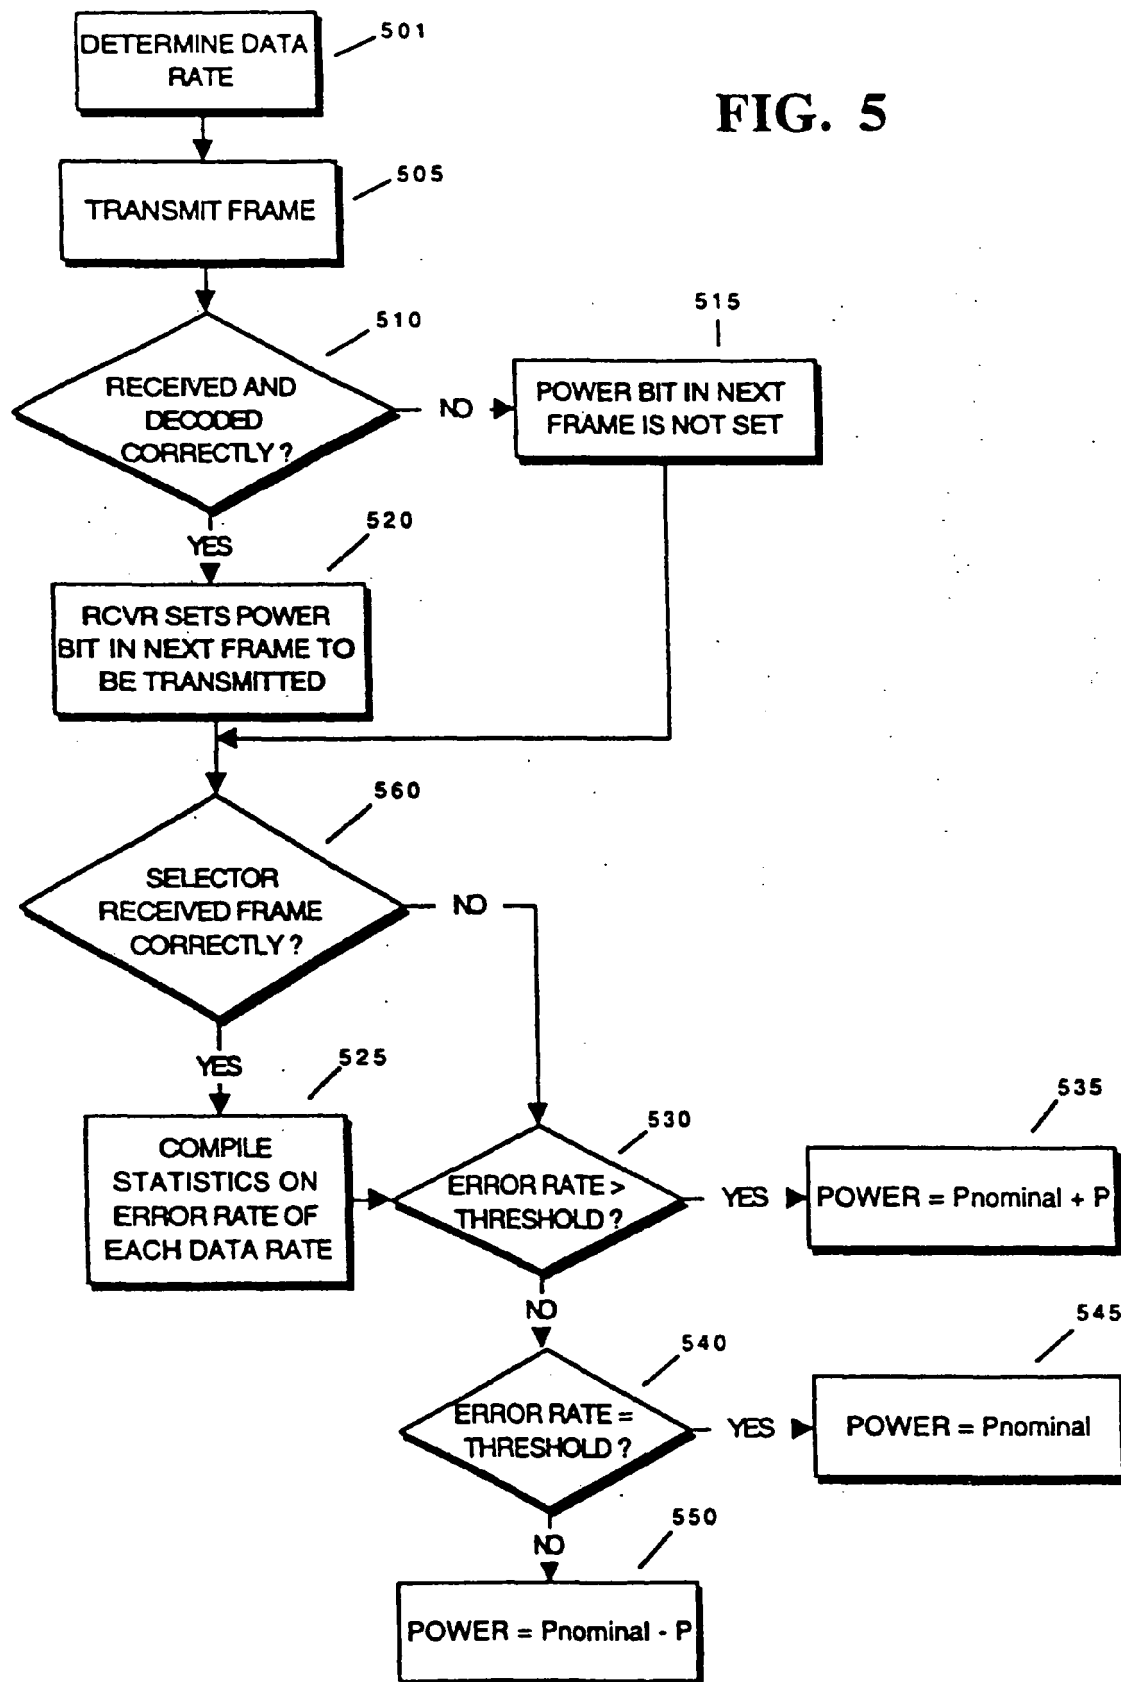 501
DETERMINE DATA
RATE
FIG. 5
505
TRANSMIT FRAME
510
RECEIVED AND
DECODED
CORRECTLY ?
NO
515
POWER BIT IN NEXT
FRAME IS NOT SET
YES
520
RCVR SETS POWER
BIT IN NEXT FRAME TO
BE TRANSMITTED
560
SELECTOR
RECEIVED FRAME
CORRECTLY ?
NO
YES
525
COMPILE
STATISTICS ON
ERROR RATE OF
EACH DATA RATE
530
ERROR RATE >
THRESHOLD ?
YES
535
POWER = Pnominal + P
NO
540
ERROR RATE =
THRESHOLD ?
YES
545
POWER = Pnominal
NO
550
POWER = Pnominal - P